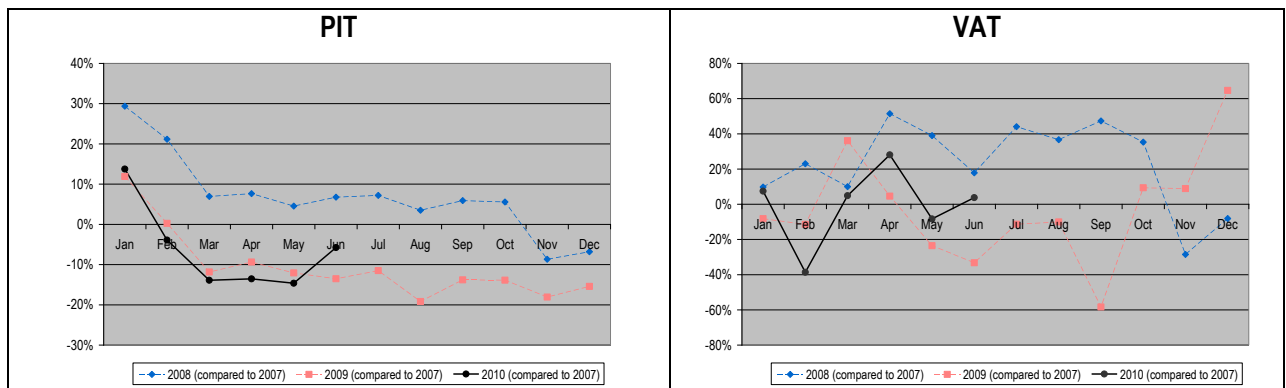 PIT
40%
30%
20%
10%
0%
-10%
-20%
-30%
Jan Feb Mar Apr May Jun Jul Aug Sep Oct Nov Dec
2008 (compared to 2007) 2009 (compared to 2007) 2010 (compared to 2007)
VAT
80%
60%
40%
20%
0%
-20%
-40%
-60%
-80%
Jan Feb Mar Apr May Jun Jul Aug Sep Oct Nov Dec
2008 (compared to 2007) 2009 (compared to 2007) 2010 (compared to 2007)